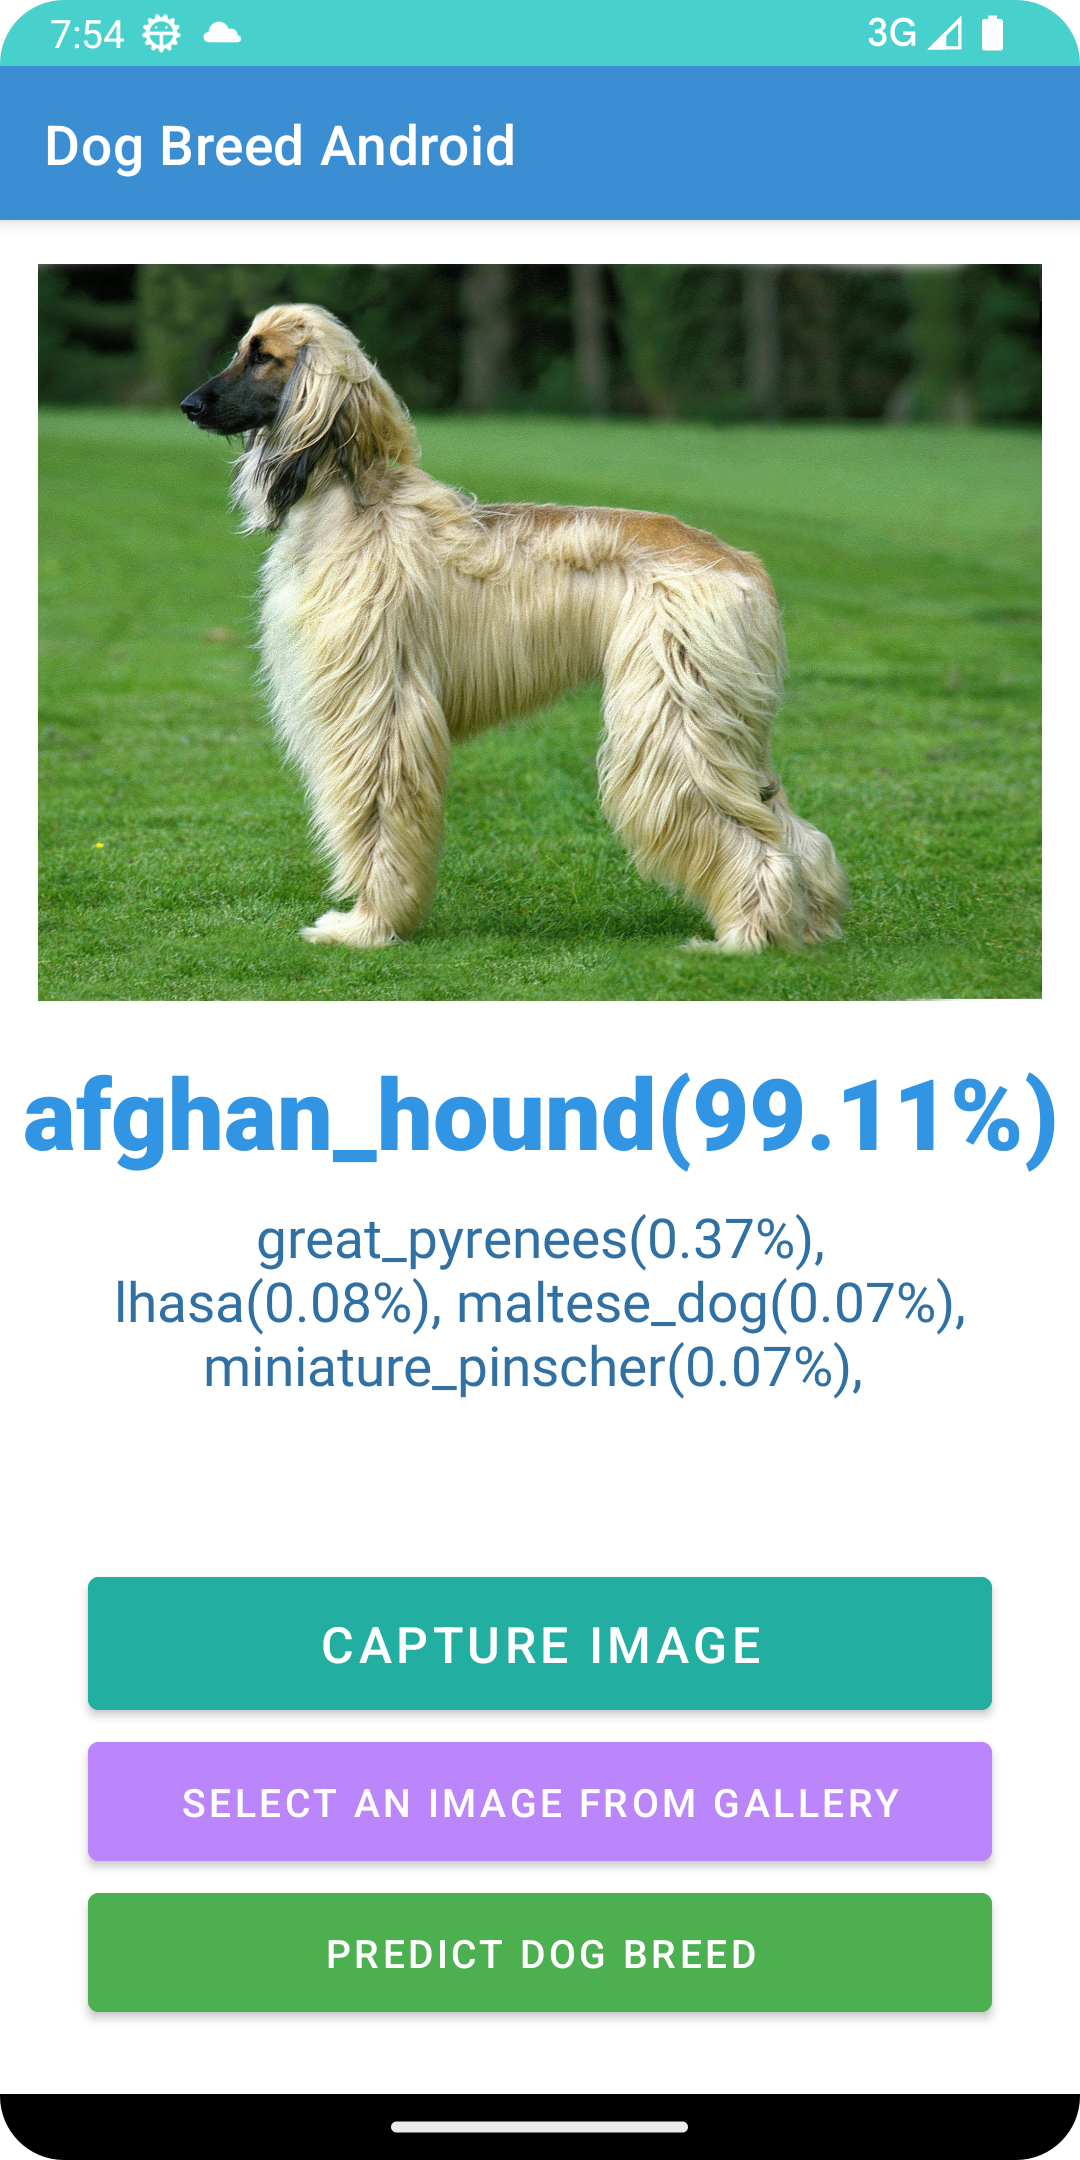 7:54 3G
Dog Breed Android
afghan_hound(99.11%)
great_pyrenees(0.37%),
lhasa(0.08%), maltese_dog(0.07%),
miniature_pinscher(0.07%),
CAPTURE IMAGE
SELECT AN IMAGE FROM GALLERY
PREDICT DOG BREED